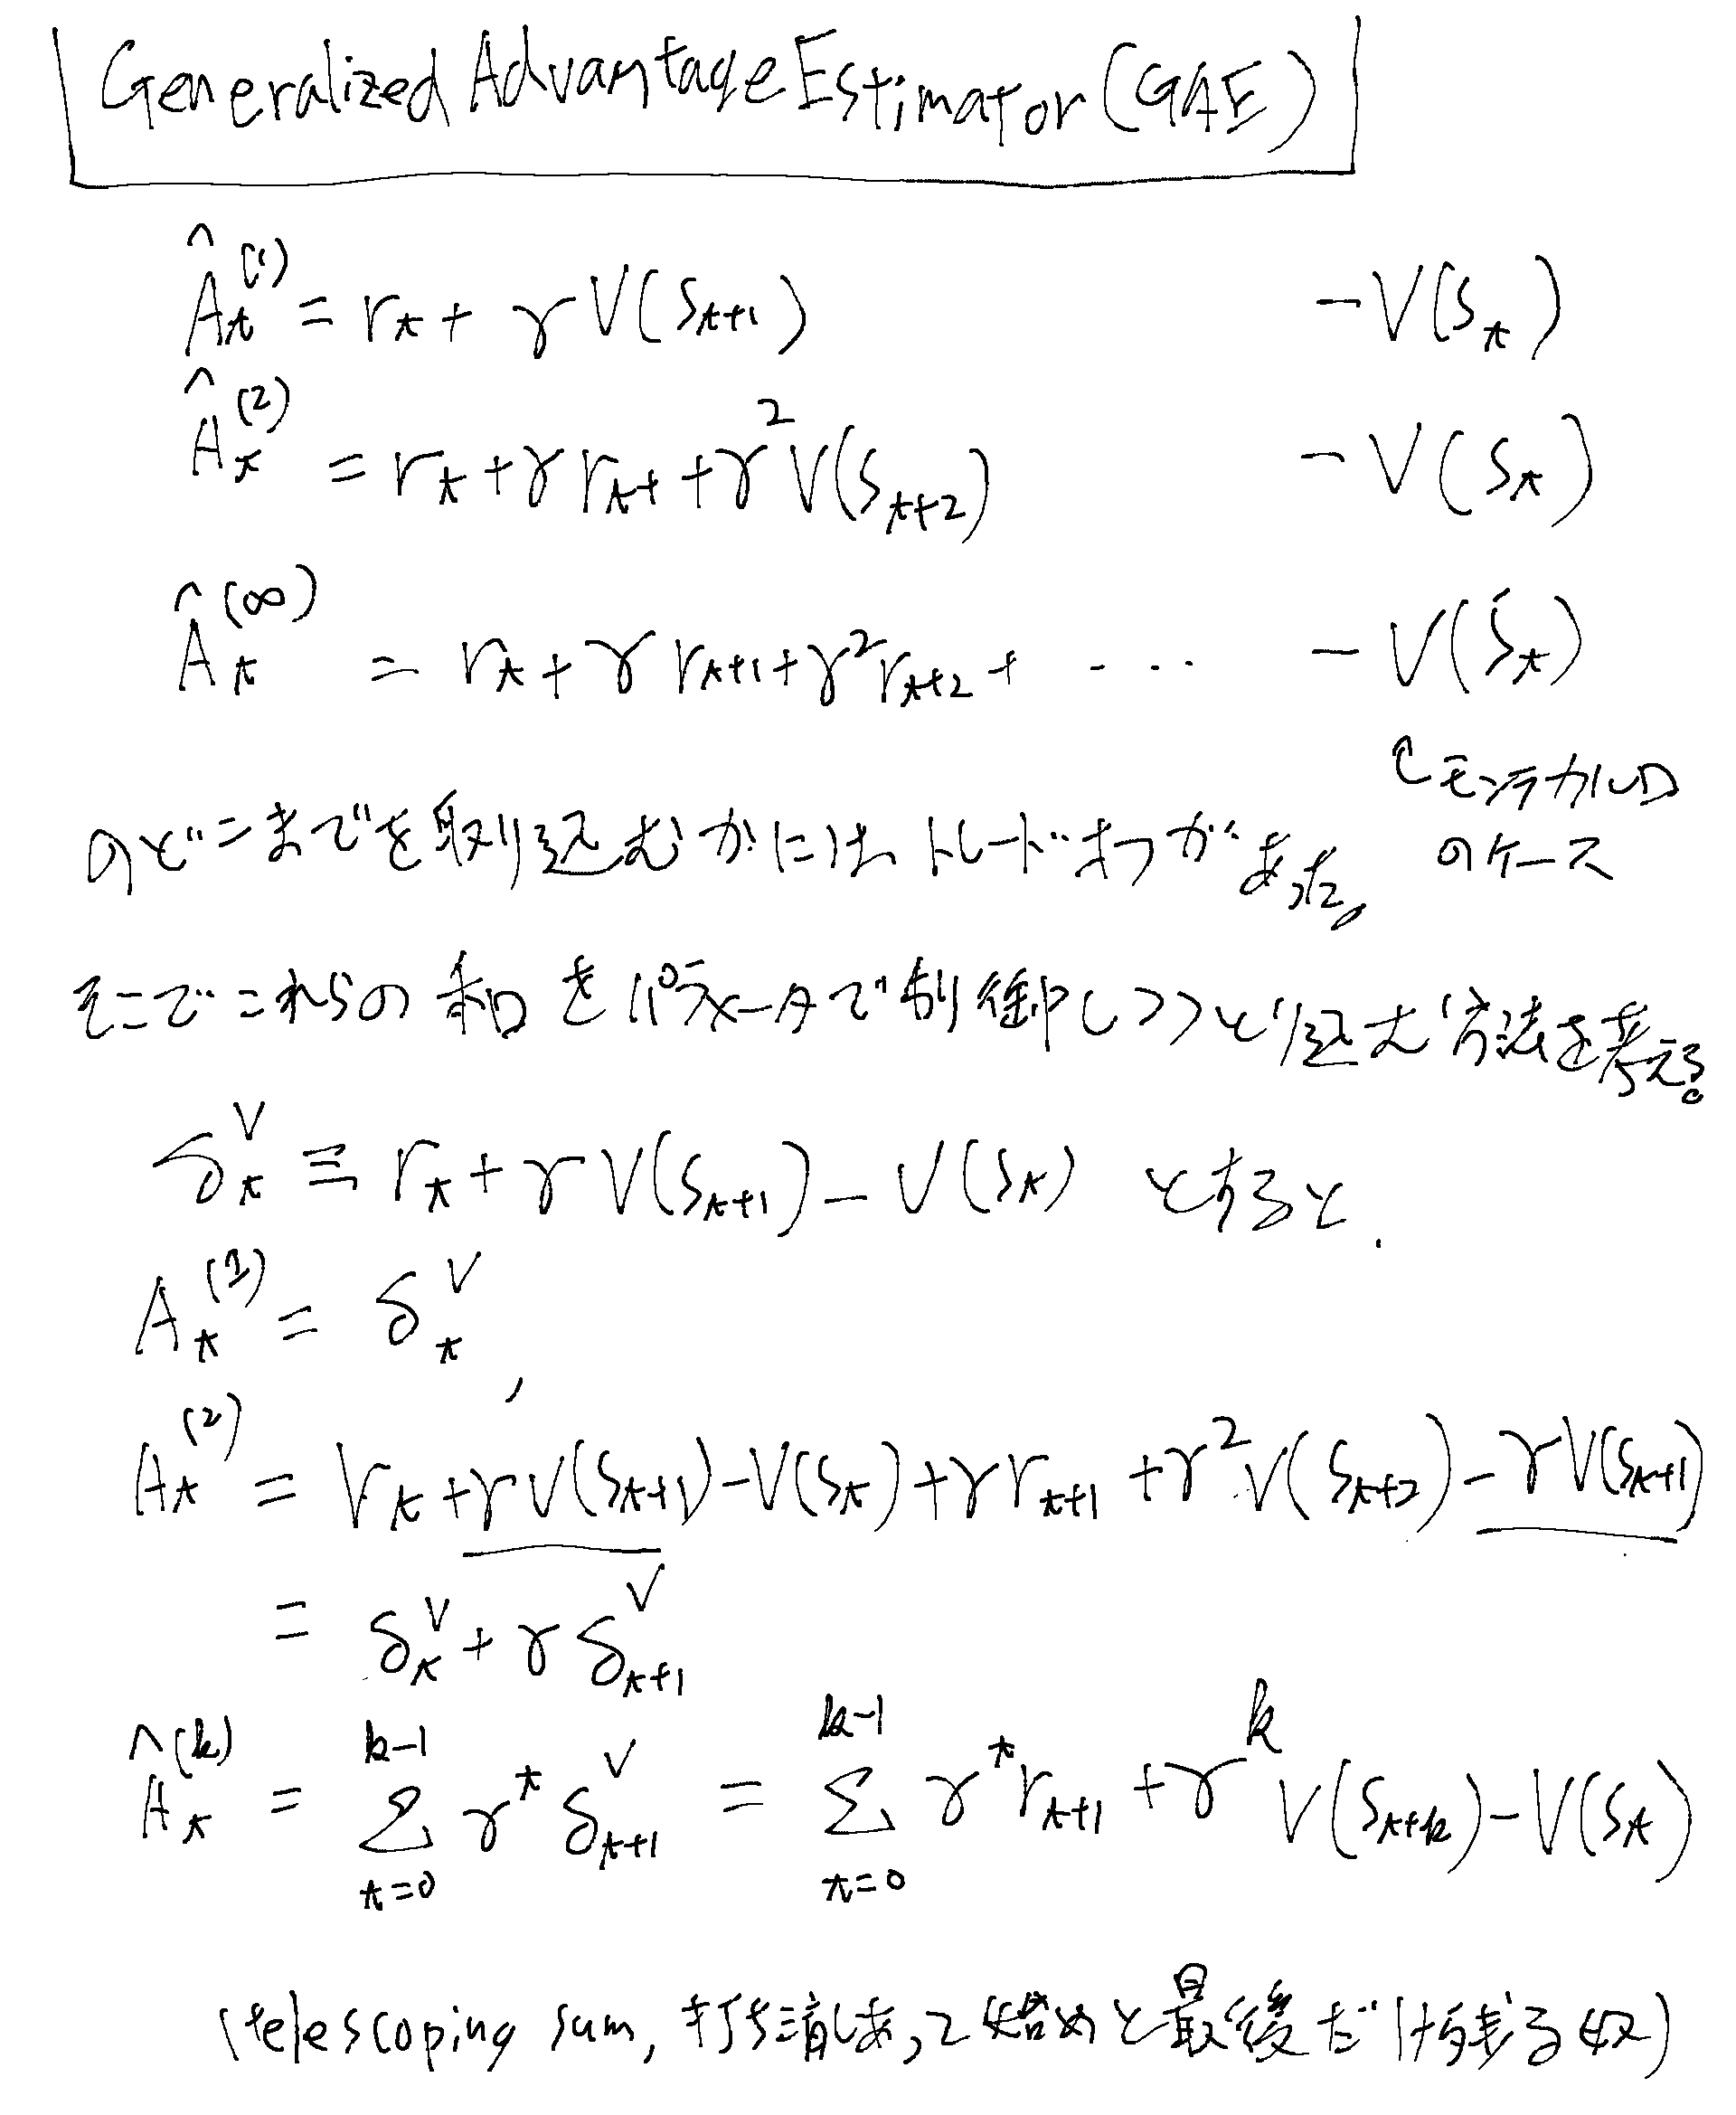 Generalized Advantage Estimator (GAE)
Â_t^(1) = r_t + γV(s_{t+1}) - V(s_t)
Â_t^(2) = r_t + γr_{t+} + γ^2 V(s_{t+2}) - V(s_t)
Â_t^(∞) = r_t + γr_{t+1} + γ^2 r_{t+2} + ‥‥ - V(s_t)
モンテカルロ
のケース
のどこまでを取り込むかにはトレードオフがあった。
そこでこれらの和をパラメータで制御しつつとり込む方法を考える。
δ_t^V ≡ r_t + γV(s_{t+1}) - V(s_t) とすると.
A_t^(1) = δ_t^V ,
A_t^(2) = r_t + γV(s_{t+1}) - V(s_t) + γr_{t+1} + γ^2 V(s_{t+2}) - γV(s_{t+1})
= δ_t^V + γδ_{t+1}^V
Â_t^(k) = Σ_{t=0}^{k-1} γ^t δ_{t+1}^V = Σ_{t=0}^{k-1} γ^t r_{t+1} + γ^k V(s_{t+k}) - V(s_t)
(telescoping sum, 打ち消しあって始めと最後だけ残る奴)